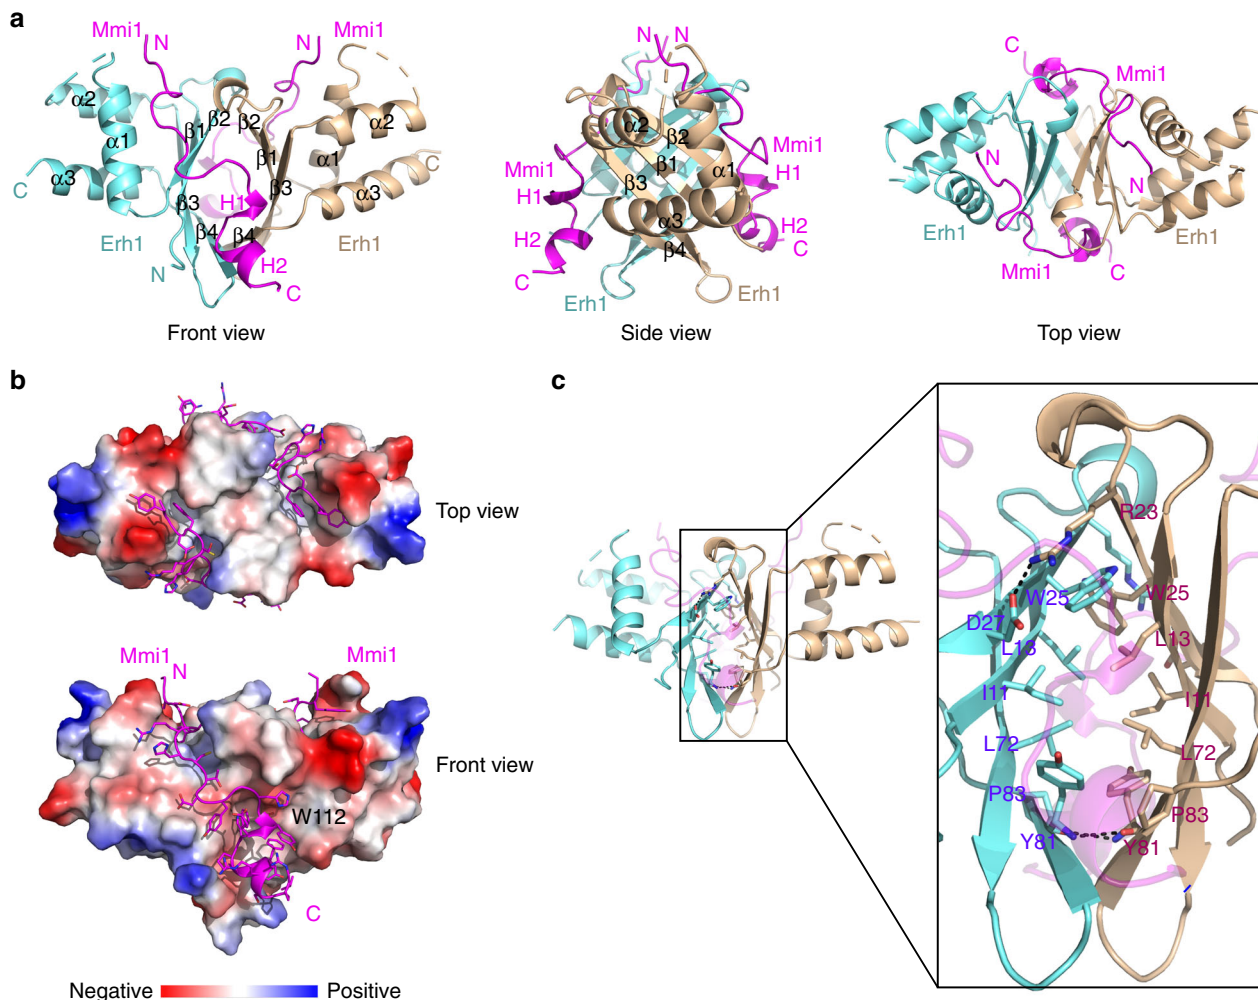 a
Mmi1
N
N
Mmi1
α2
α1
α3
C
β1
β2
β2
β1
α1
α2
C
α3
β3
β3
H1
β4
β4
Erh1
Erh1
N
H2
C
Front view
N N
α2
β2
β1
Mmi1
Mmi1
α1
H1
H1
β3
α3
H2
H2
β4
C
C
Erh1
Erh1
Side view
C
Mmi1
N
N
Erh1
Erh1
Mmi1
C
Top view
b
Top view
Mmi1
N
Mmi1
Front view
W112
C
Negative Positive
c
R23
W25
W25
D27
L13
L13
I11
I11
L72
L72
P83
P83
Y81
Y81